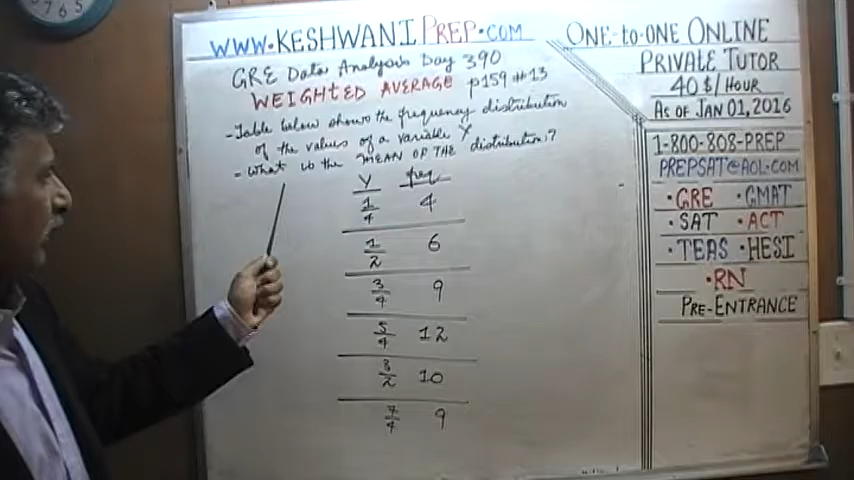 7 6 5
WWW.KESHWANIPREP.COM
GRE Data Analysis Day 390
WEIGHTED AVERAGE p159 #13
-Table below shows the frequency distribution
of the values of a variable Y
= What is the MEAN OF THE distribution?
Y freq
1/4 4
1/2 6
3/4 9
5/4 12
3/2 10
7/4 9
ONE-to-ONE ONLINE
PRIVATE TUTOR
40$/HOUR
AS OF JAN 01, 2016
1-800-808-PREP
PREPSAT@AOL.COM
•GRE •GMAT
•SAT •ACT
•TEAS •HESI
•RN
PRE-ENTRANCE